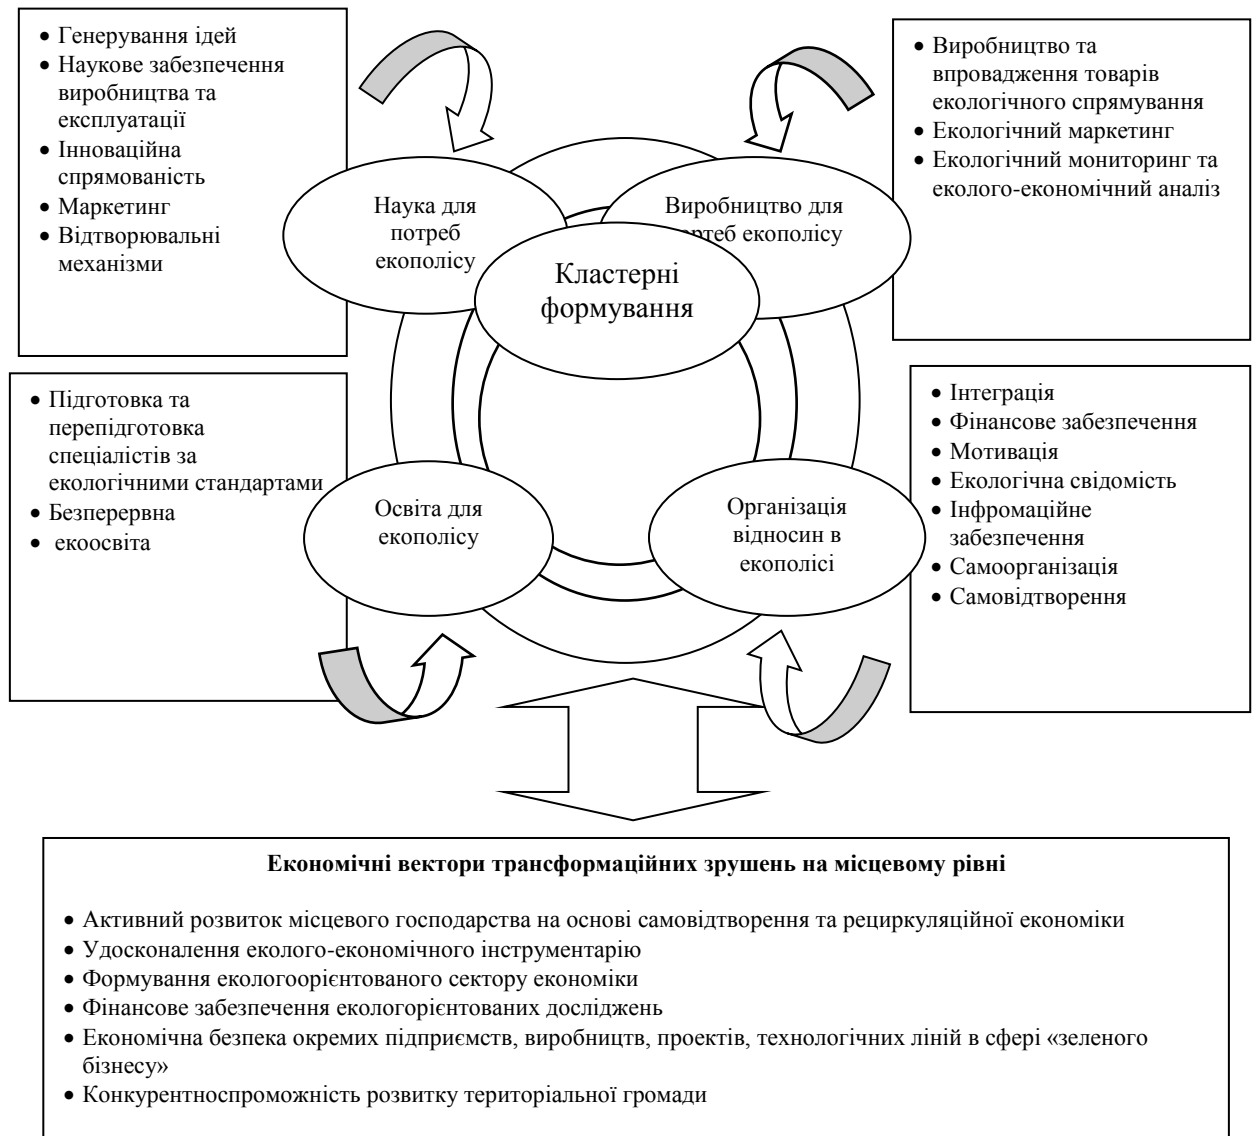 • Генерування ідей
• Наукове забезпечення
виробництва та
експлуатації
• Інноваційна
спрямованість
• Маркетинг
• Відтворювальні
механізми
• Виробництво та
впровадження товарів
екологічного спрямування
• Екологічний маркетинг
• Екологічний мониторинг та
еколого-економічний аналіз
Наука для
потреб
екополісу
Виробництво для
екополісу
Кластерні
формування
• Підготовка та
перепідготовка
спеціалістів за
екологічними стандартами
• Безперервна
• екоосвіта
Освіта для
екополісу
Організація
відносин в
екополісі
• Інтеграція
• Фінансове забезпечення
• Мотивація
• Екологічна свідомість
• Інфромаційне
забезпечення
• Самоорганізація
• Самовідтворення
Економічні вектори трансформаційних зрушень на місцевому рівні
• Активний розвиток місцевого господарства на основі самовідтворення та рециркуляційної економіки
• Удосконалення еколого-економічного інструментарію
• Формування екологоорієнтованого сектору економіки
• Фінансове забезпечення екологорієнтованих досліджень
• Економічна безпека окремих підприємств, виробництв, проектів, технологічних ліній в сфері «зеленого
бізнесу»
• Конкурентноспроможність розвитку територіальної громади